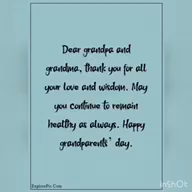 Dear grandpa and
grandma, thank you for all
your love and wisdom. May
you continue to remain
healthy as always. Happy
grandparents' day.
InShOt